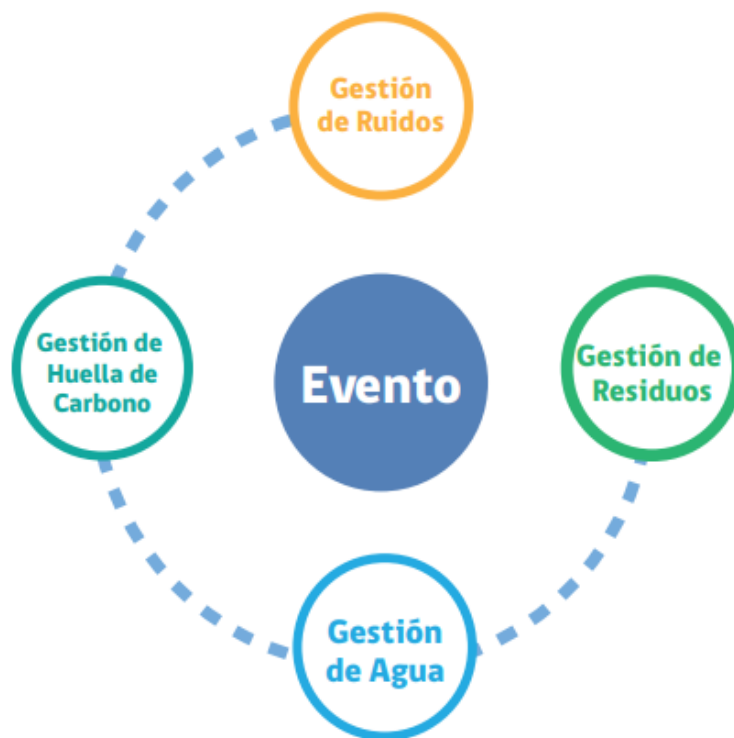 Gestión
de Ruidos
Gestión de
Huella de
Carbono
Evento
Gestión de
Residuos
Gestión
de Agua